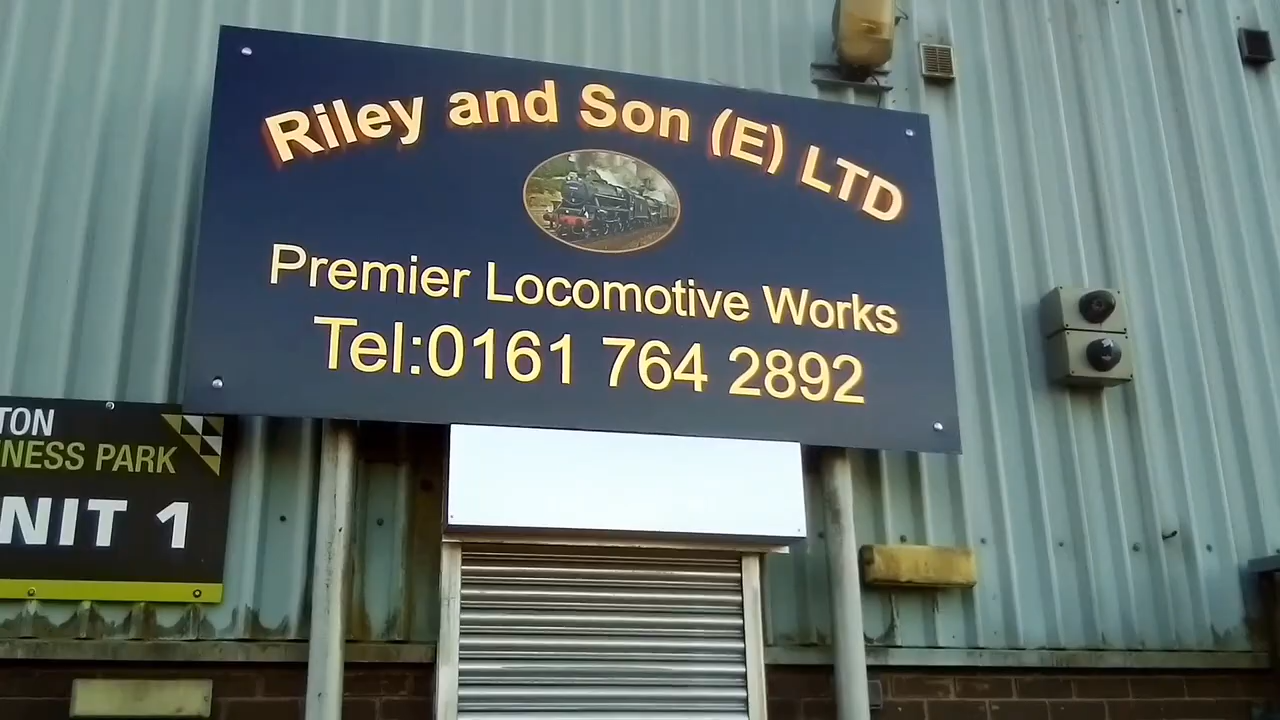 Riley and Son (E) LTD
Premier Locomotive Works
Tel:0161 764 2892
TON
NESS PARK
NIT 1